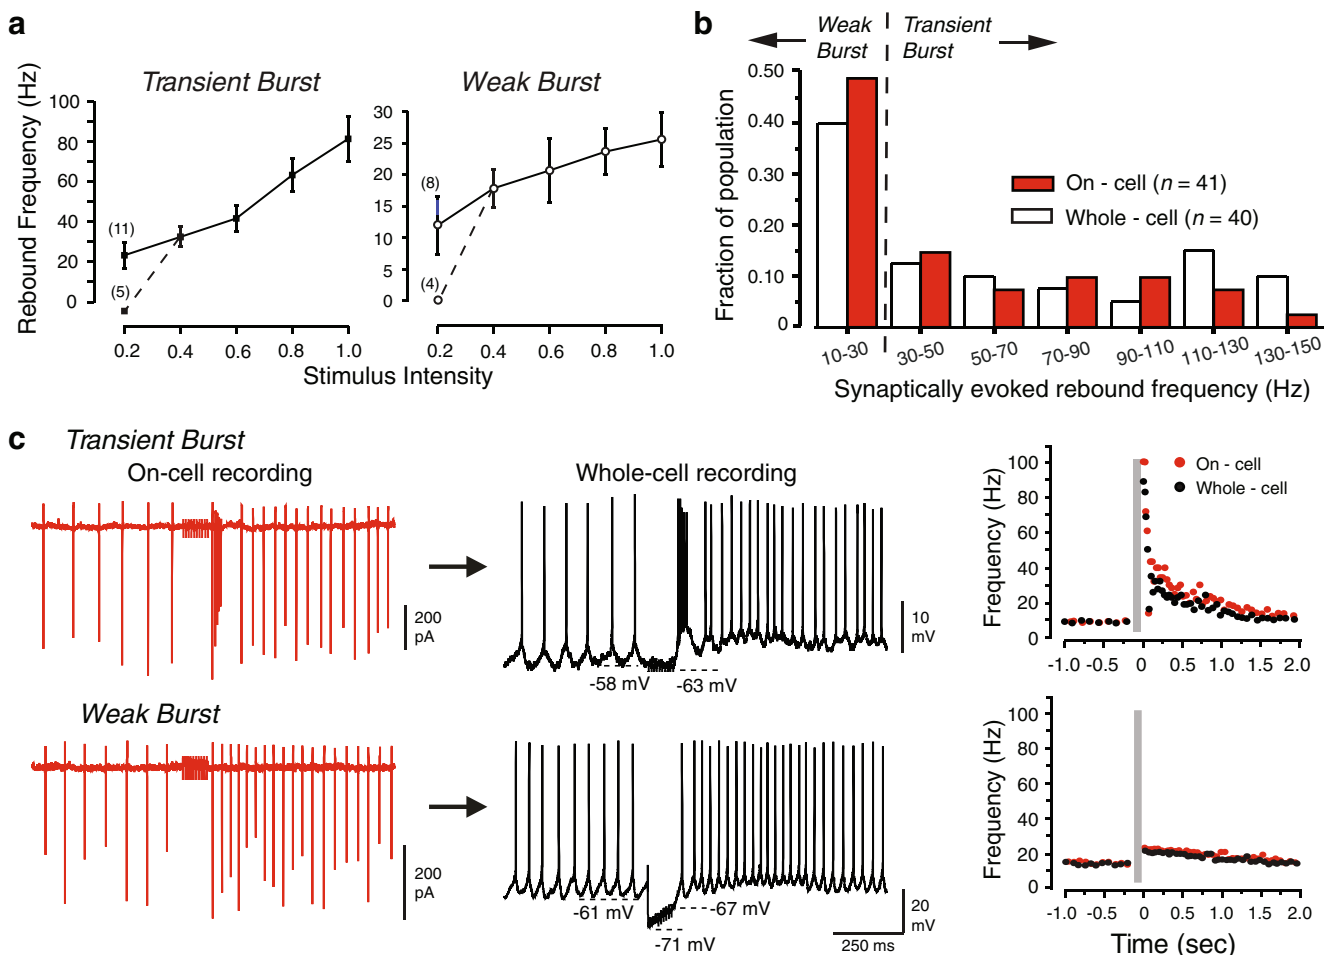 a
Transient Burst
Weak Burst
Rebound Frequency (Hz)
100
80
60
40
20
0
(11)
(5)
0.2 0.4 0.6 0.8 1.0
30
25
20
15
10
5
0
(8)
(4)
0.2 0.4 0.6 0.8 1.0
Stimulus Intensity
b
Weak Burst
Transient Burst
Fraction of population
0.50
0.40
0.30
0.20
0.10
0
On - cell (n = 41)
Whole - cell (n = 40)
10-30 30-50 50-70 70-90 90-110 110-130 130-150
Synaptically evoked rebound frequency (Hz)
c
Transient Burst
On-cell recording
Whole-cell recording
200 pA
-58 mV
-63 mV
10 mV
Frequency (Hz)
100
80
60
40
20
0
On - cell
Whole - cell
-1.0 -0.5 0 0.5 1.0 2.0
Weak Burst
200 pA
-61 mV
-67 mV
-71 mV
20 mV
250 ms
Frequency (Hz)
100
80
60
40
20
0
-1.0 -0.5 0 0.5 1.0 2.0
Time (sec)